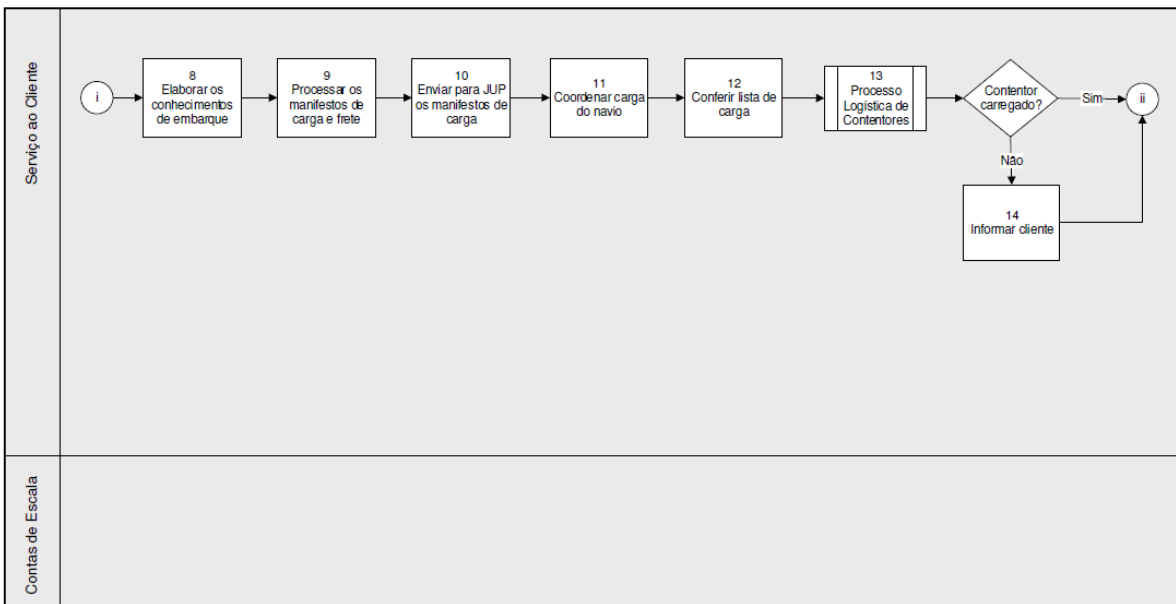 Serviço ao Cliente
i
8
Elaborar os
conhecimentos
de embarque
9
Processar os
manifestos de
carga e frete
10
Enviar para JUP
os manifestos de
carga
11
Coordenar carga
do navio
12
Conferir lista de
carga
13
Processo
Logística de
Contentores
Contentor
carregado?
Sim
ii
Não
14
Informar cliente
Contas de Escala